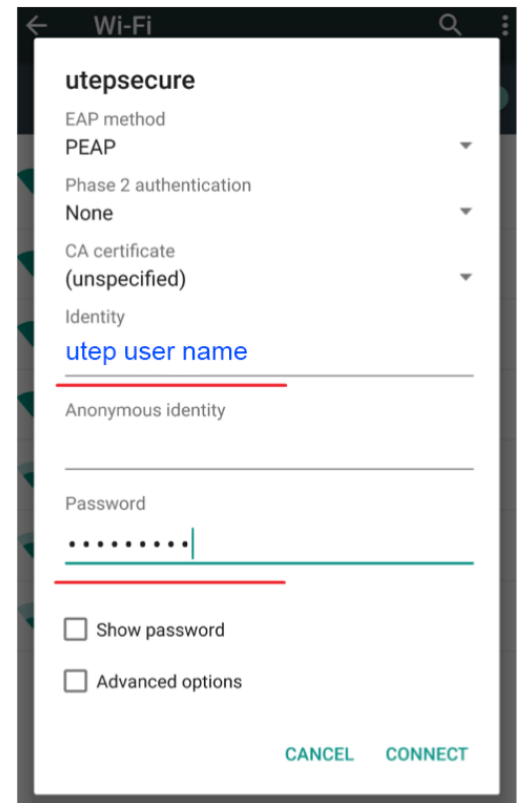 Wi-Fi
utepsecure
EAP method
PEAP
Phase 2 authentication
None
CA certificate
(unspecified)
Identity
utep user name
Anonymous identity
Password
•••••••••
Show password
Advanced options
CANCEL CONNECT